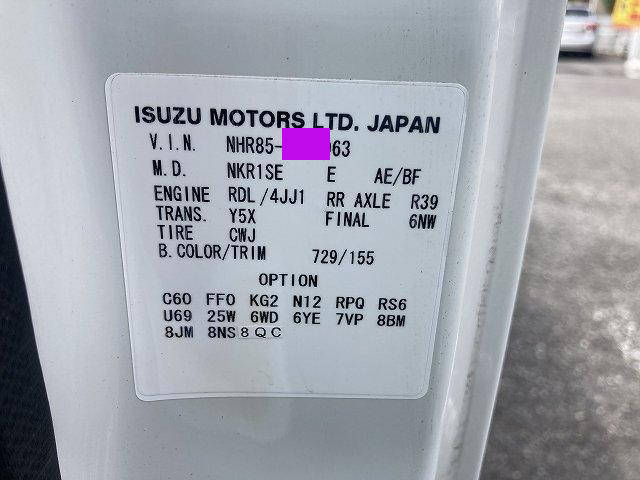 ISUZU MOTORS LTD. JAPAN
V.I.N. NHR85- 963
M.D. NKR1SE E AE/BF
ENGINE RDL/4JJ1 RR AXLE R39
TRANS. Y5X FINAL 6NW
TIRE CWJ
B.COLOR/TRIM 729/155
OPTION
C60 FF0 KG2 N12 RPQ RS6
U69 25W 6WD 6YE 7VP 8BM
8JM 8NS 8QC